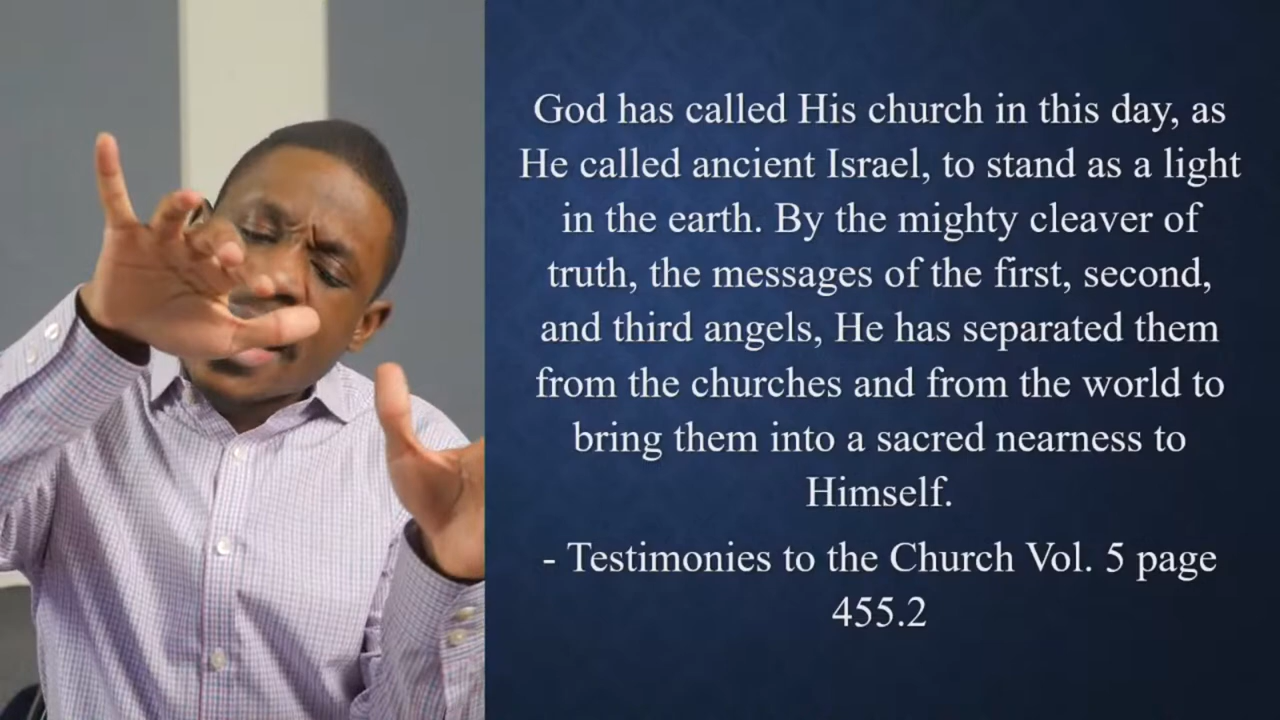 God has called His church in this day, as
He called ancient Israel, to stand as a light
in the earth. By the mighty cleaver of
truth, the messages of the first, second,
and third angels, He has separated them
from the churches and from the world to
bring them into a sacred nearness to
Himself.
- Testimonies to the Church Vol. 5 page
455.2